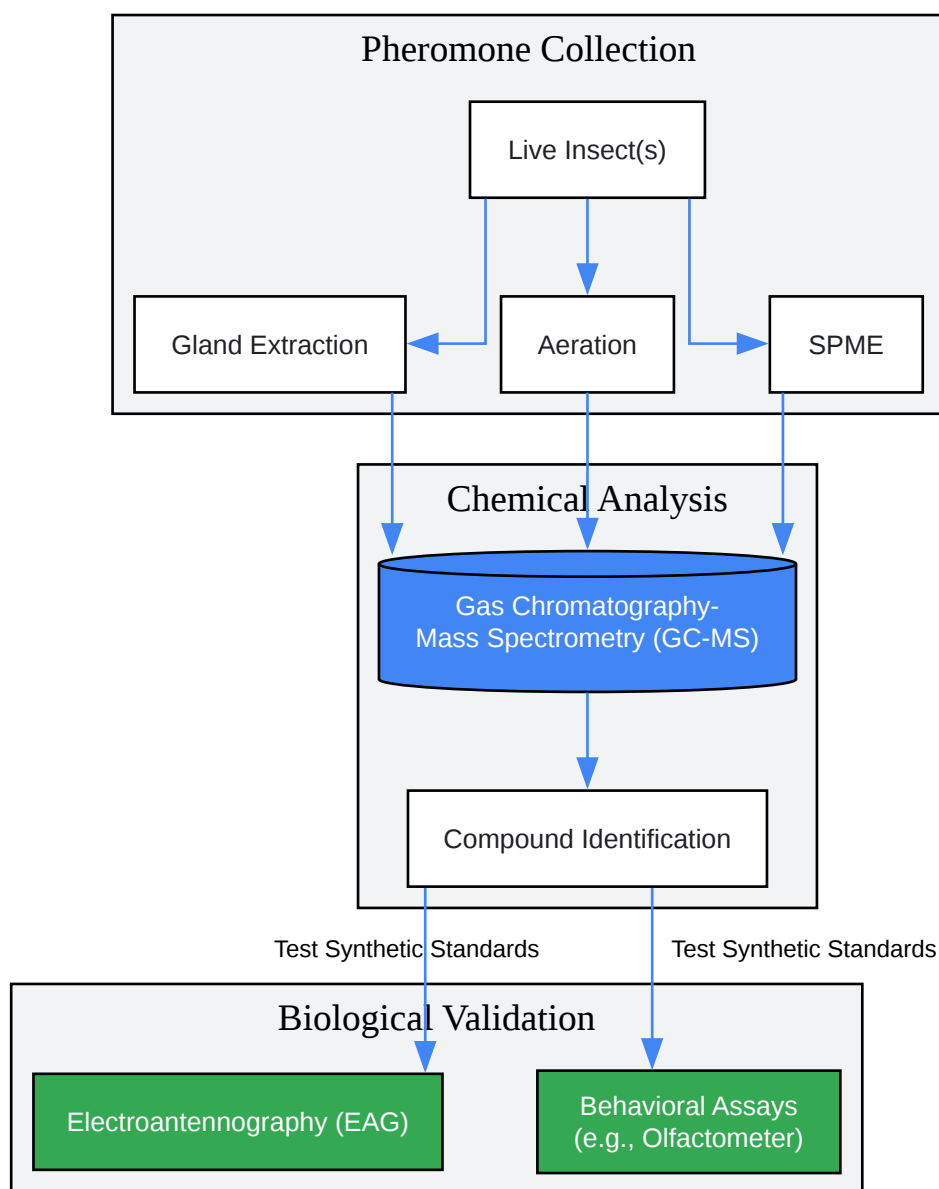 Pheromone Collection
Live Insect(s)
Gland Extraction
Aeration
SPME
Chemical Analysis
Gas Chromatography-
Mass Spectrometry (GC-MS)
Compound Identification
Test Synthetic Standards
Test Synthetic Standards
Biological Validation
Electroantennography (EAG)
Behavioral Assays
(e.g., Olfactometer)